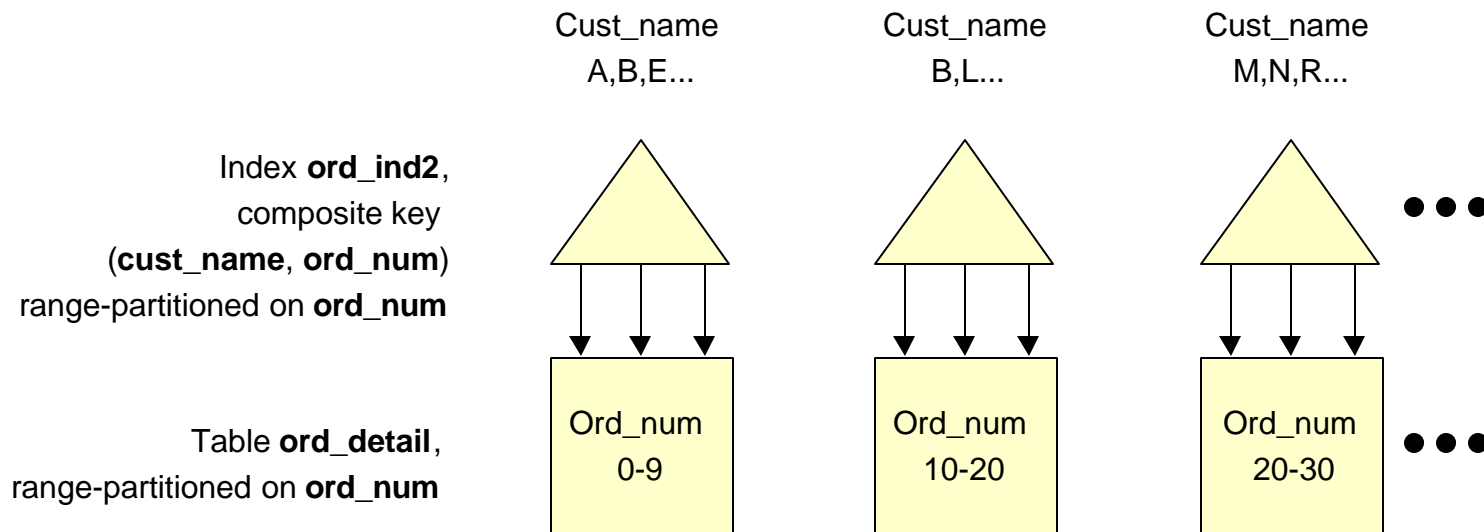 Cust_name
A,B,E...
Cust_name
B,L...
Cust_name
M,N,R...
Index ord_ind2,
composite key
(cust_name, ord_num)
range-partitioned on ord_num
Table ord_detail,
range-partitioned on ord_num
Ord_num
0-9
Ord_num
10-20
Ord_num
20-30